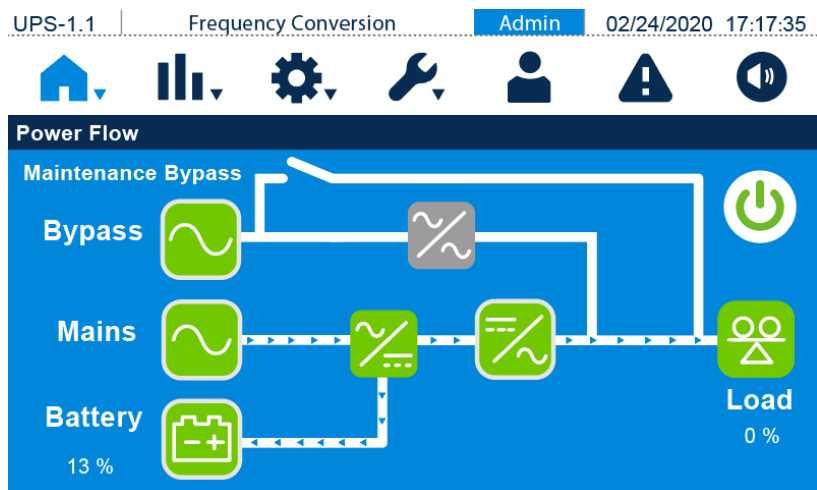 UPS-1.1 Frequency Conversion Admin 02/24/2020 17:17:35
Power Flow
Maintenance Bypass
Bypass
Mains
Battery
13 %
Load
0 %